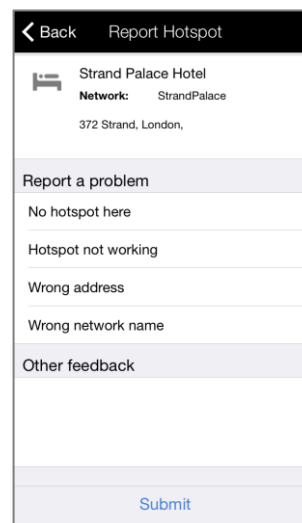 Back Report Hotspot
Strand Palace Hotel
Network: StrandPalace
372 Strand, London,
Report a problem
No hotspot here
Hotspot not working
Wrong address
Wrong network name
Other feedback
Submit